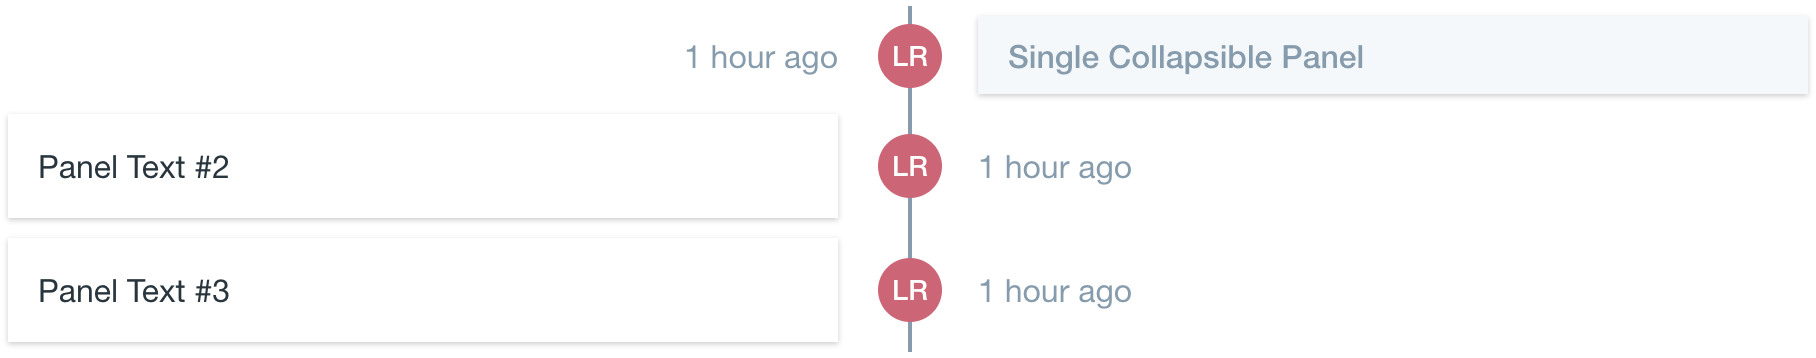 1 hour ago LR Single Collapsible Panel
Panel Text #2 LR 1 hour ago
Panel Text #3 LR 1 hour ago